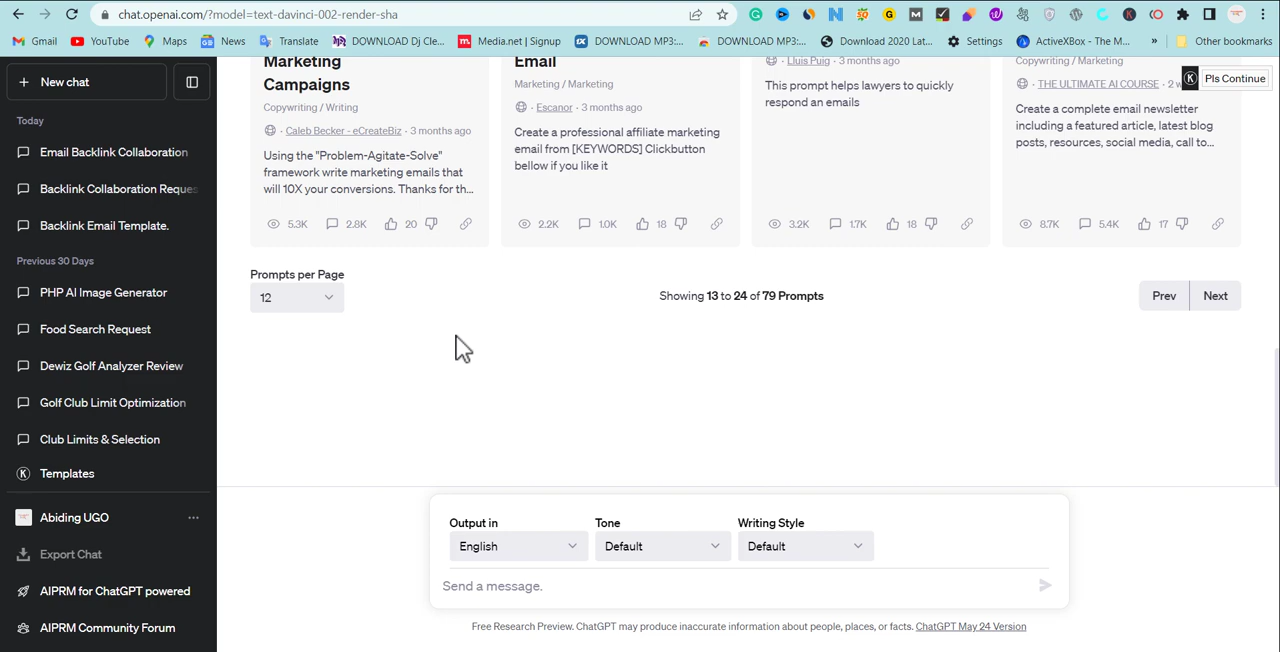 chat.openai.com/?model=text-davinci-002-render-sha
Gmail
YouTube
Maps
News
Translate
DOWNLOAD Dj Cle...
Media.net | Signup
DOWNLOAD MP3:...
DOWNLOAD MP3:...
Download 2020 Lat...
Settings
ActiveXBox - The M...
»
Other bookmarks
+ New chat
Today
Email Backlink Collaboration
Backlink Collaboration Reque
Backlink Email Template.
Previous 30 Days
PHP AI Image Generator
Food Search Request
Dewiz Golf Analyzer Review
Golf Club Limit Optimization
Club Limits & Selection
Templates
Abiding UGO
Export Chat
AIPRM for ChatGPT powered
AIPRM Community Forum
Marketing
Campaigns
Copywriting / Writing
· Caleb Becker - eCreateBiz · 3 months ago
Using the "Problem-Agitate-Solve"
framework write marketing emails that
will 10X your conversions. Thanks for th...
5.3K 2.8K 20
Email
Marketing / Marketing
· Escanor · 3 months ago
Create a professional affiliate marketing
email from [KEYWORDS] Clickbutton
bellow if you like it
2.2K 1.0K 18
· Lluis Puig · 3 months ago
This prompt helps lawyers to quickly
respond an emails
3.2K 1.7K 18
Copywriting / Marketing
· THE ULTIMATE AI COURSE · 2 w
Create a complete email newsletter
including a featured article, latest blog
posts, resources, social media, call to...
8.7K 5.4K 17
K Pls Continue
Prompts per Page
12
Showing 13 to 24 of 79 Prompts
Prev
Next
Output in
English
Tone
Default
Writing Style
Default
Send a message.
Free Research Preview. ChatGPT may produce inaccurate information about people, places, or facts. ChatGPT May 24 Version